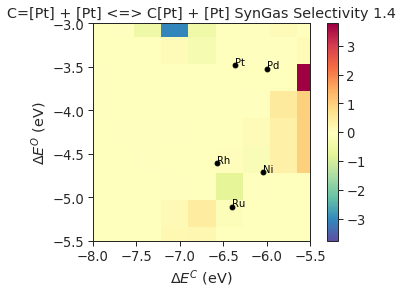 C=[Pt] + [Pt] <=> C[Pt] + [Pt] SynGas Selectivity 1.4
−3.0
−3.5
−4.0
−4.5
−5.0
−5.5
ΔE^O (eV)
Pt
Pd
Rh
Ni
Ru
−8.0 −7.5 −7.0 −6.5 −6.0 −5.5
ΔE^C (eV)
3
2
1
0
−1
−2
−3